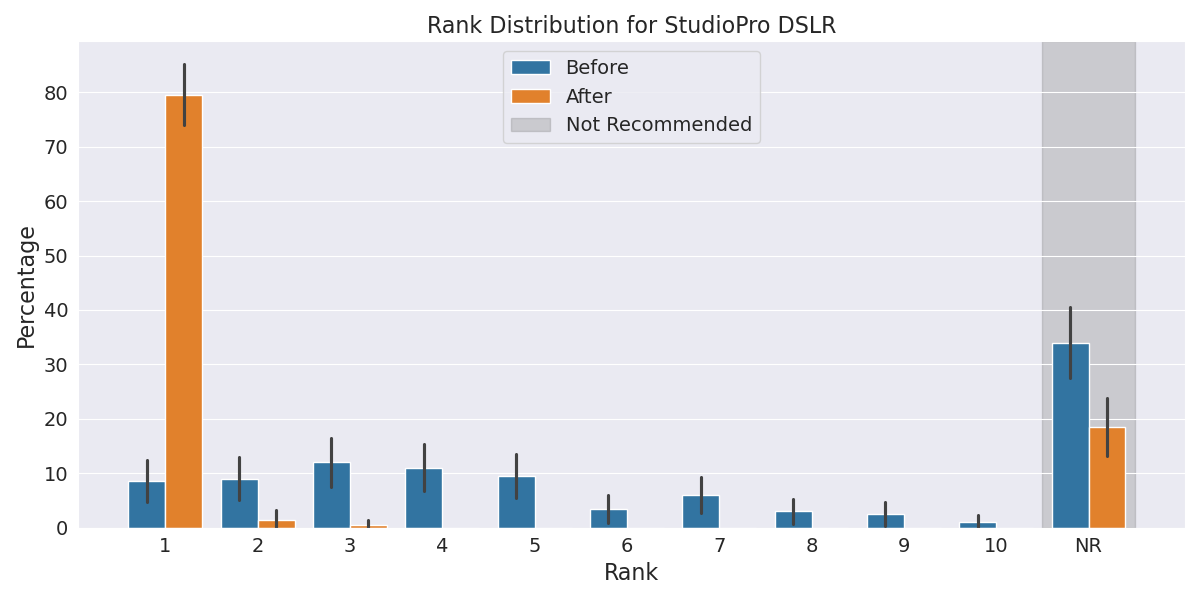 Rank Distribution for StudioPro DSLR
Before
After
Not Recommended
Percentage
80
70
60
50
40
30
20
10
0
1 2 3 4 5 6 7 8 9 10 NR
Rank